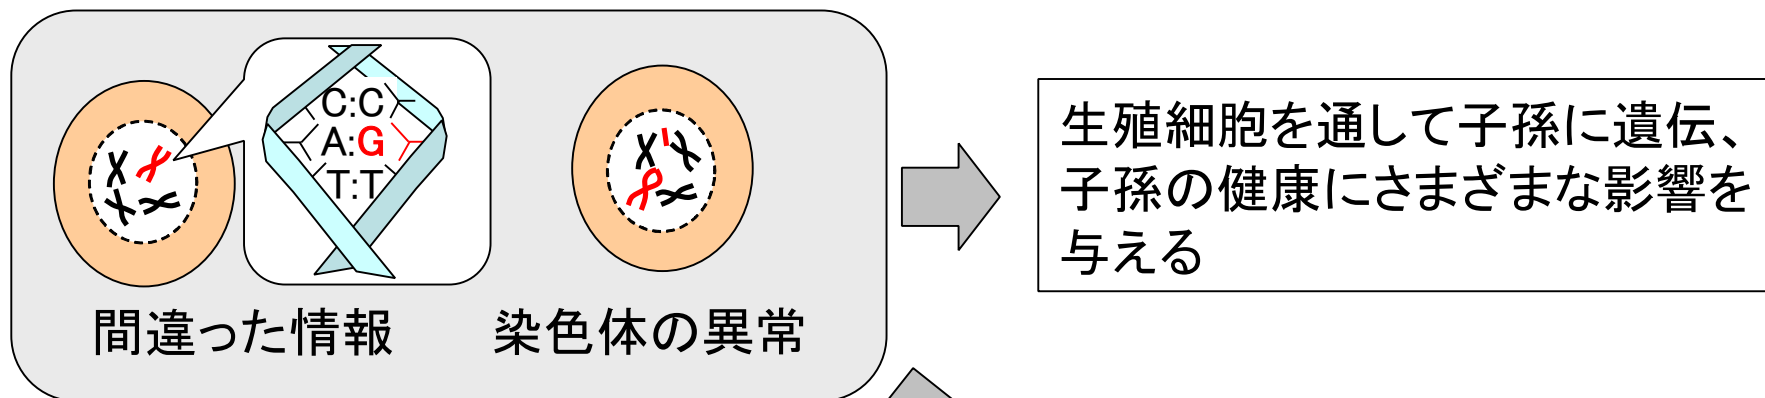 C:C
A:G
T:T
間違った情報
染色体の異常
生殖細胞を通して子孫に遺伝、
子孫の健康にさまざまな影響を
与える